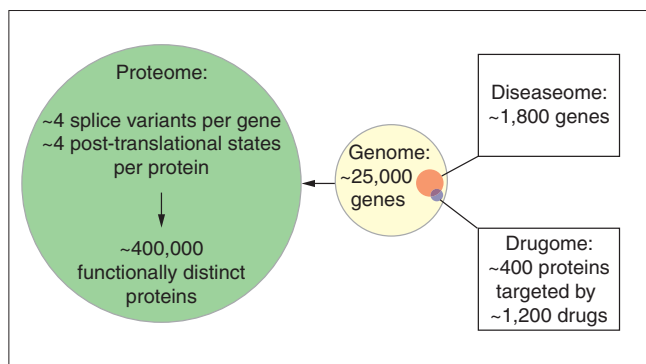 Proteome:
~4 splice variants per gene
~4 post-translational states
per protein
~400,000
functionally distinct
proteins
Genome:
~25,000
genes
Diseaseome:
~1,800 genes
Drugome:
~400 proteins
targeted by
~1,200 drugs